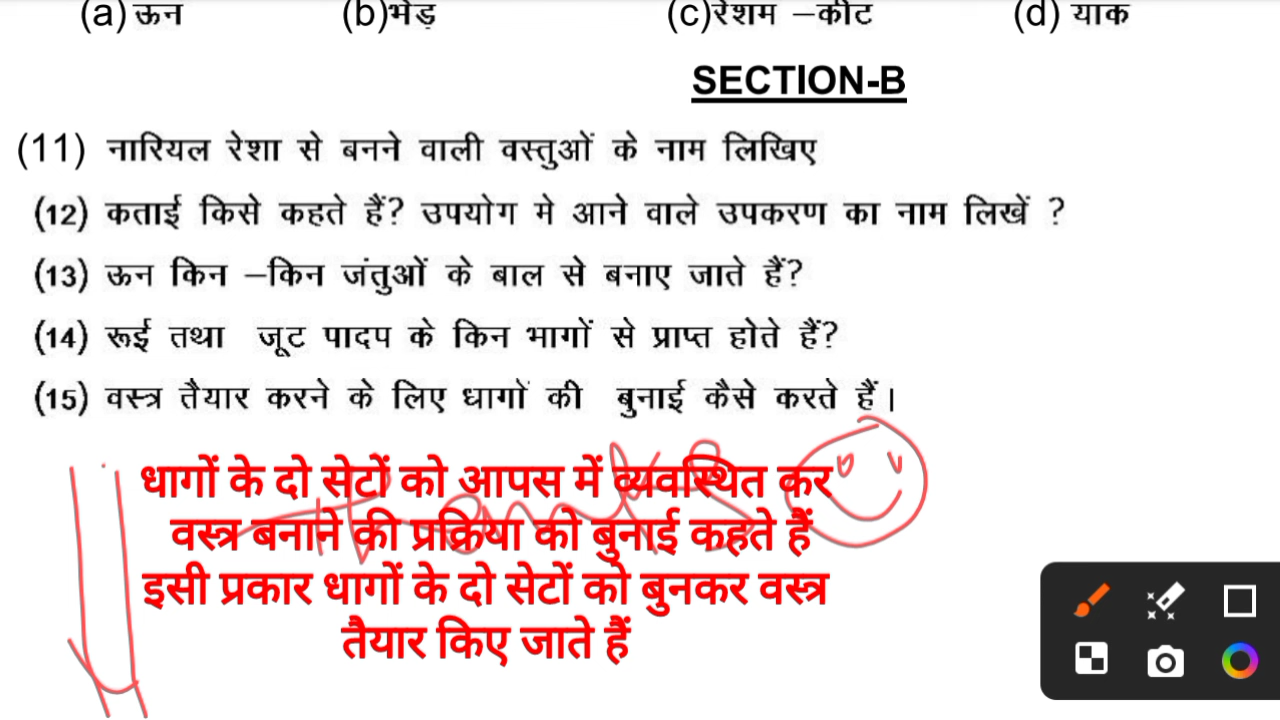 (a) ऊन (b)भेड़ (c)रेशम –कीट (d) याक
SECTION-B
(11) नारियल रेशा से बनने वाली वस्तुओं के नाम लिखिए
(12) कताई किसे कहते हैं? उपयोग मे आने वाले उपकरण का नाम लिखें ?
(13) ऊन किन –किन जंतुओं के बाल से बनाए जाते हैं?
(14) रूई तथा जूट पादप के किन भागों से प्राप्त होते हैं?
(15) वस्त्र तैयार करने के लिए धागों की बुनाई कैसे करते हैं।
धागों के दो सेटों को आपस में व्यवस्थित कर
वस्त्र बनाने की प्रक्रिया को बुनाई कहते हैं
इसी प्रकार धागों के दो सेटों को बुनकर वस्त्र
तैयार किए जाते हैं